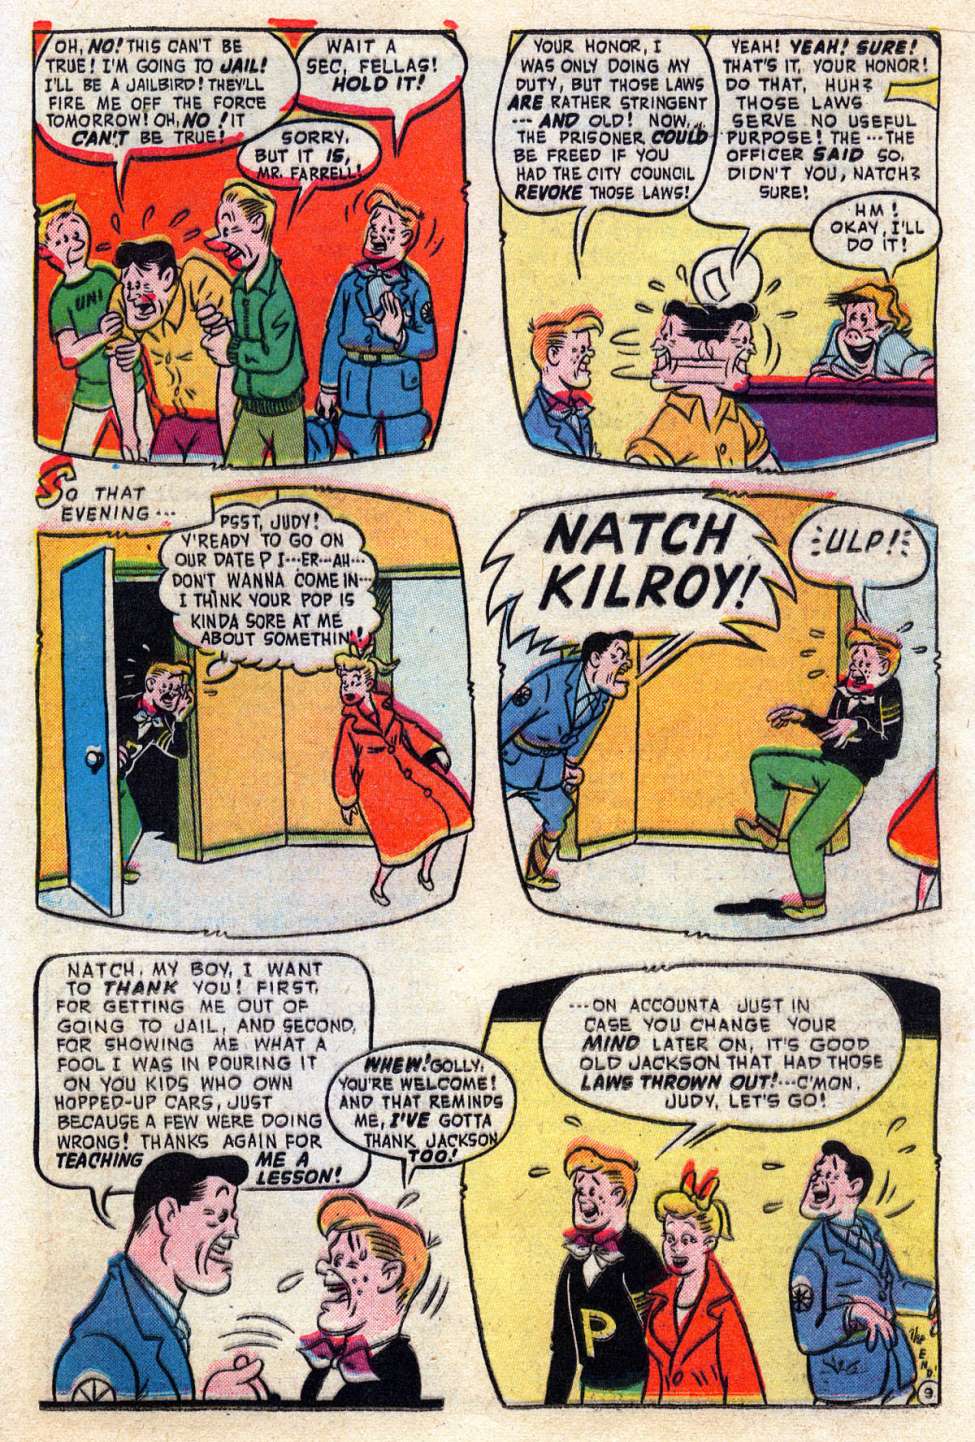 OH, NO! THIS CAN'T BE
TRUE! I'M GOING TO JAIL!
I'LL BE A JAILBIRD! THEY'LL
FIRE ME OFF THE FORCE
TOMORROW! OH, NO! IT
CAN'T BE TRUE!
WAIT A
SEC, FELLAS!
HOLD IT!
SORRY,
BUT IT IS,
MR. FARRELL!
UNI
YOUR HONOR, I
WAS ONLY DOING MY
DUTY, BUT THOSE LAWS
ARE RATHER STRINGENT
--- AND OLD! NOW,
THE PRISONER COULD
BE FREED IF YOU
HAD THE CITY COUNCIL
REVOKE THOSE LAWS!
YEAH! YEAH! SURE!
THAT'S IT, YOUR HONOR!
DO THAT, HUH?
THOSE LAWS
SERVE NO USEFUL
PURPOSE! THE---THE
OFFICER SAID SO,
DIDN'T YOU, NATCH?
SURE!
HM!
OKAY, I'LL
DO IT!
SO THAT
EVENING---
PSST, JUDY!
Y'READY TO GO ON
OUR DATE? I---ER---AH---
DON'T WANNA COME IN---
I THINK YOUR POP IS
KINDA SORE AT ME
ABOUT SOMETHIN'!
NATCH
KILROY!
ULP!
NATCH, MY BOY, I WANT
TO THANK YOU! FIRST,
FOR GETTING ME OUT OF
GOING TO JAIL, AND SECOND,
FOR SHOWING ME WHAT A
FOOL I WAS IN POURING IT
ON YOU KIDS WHO OWN
HOPPED-UP CARS, JUST
BECAUSE A FEW WERE DOING
WRONG! THANKS AGAIN FOR
TEACHING ME A
LESSON!
WHEW! GOLLY,
YOU'RE WELCOME!
AND THAT REMINDS
ME, I'VE GOTTA
THANK JACKSON
TOO!
---ON ACCOUNTA JUST IN
CASE YOU CHANGE YOUR
MIND LATER ON, IT'S GOOD
OLD JACKSON THAT HAD THOSE
LAWS THROWN OUT!---C'MON,
JUDY, LET'S GO!
P
THE
END!
9